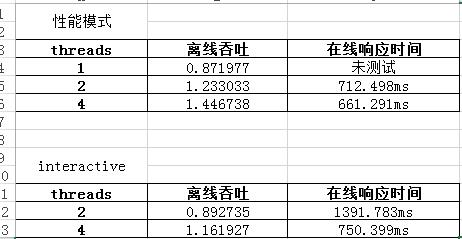 性能模式
threads 离线吞吐 在线响应时间
1 0.871977 未测试
2 1.233033 712.498ms
4 1.446738 661.291ms
interactive
threads 离线吞吐 在线响应时间
2 0.892735 1391.783ms
4 1.161927 750.399ms